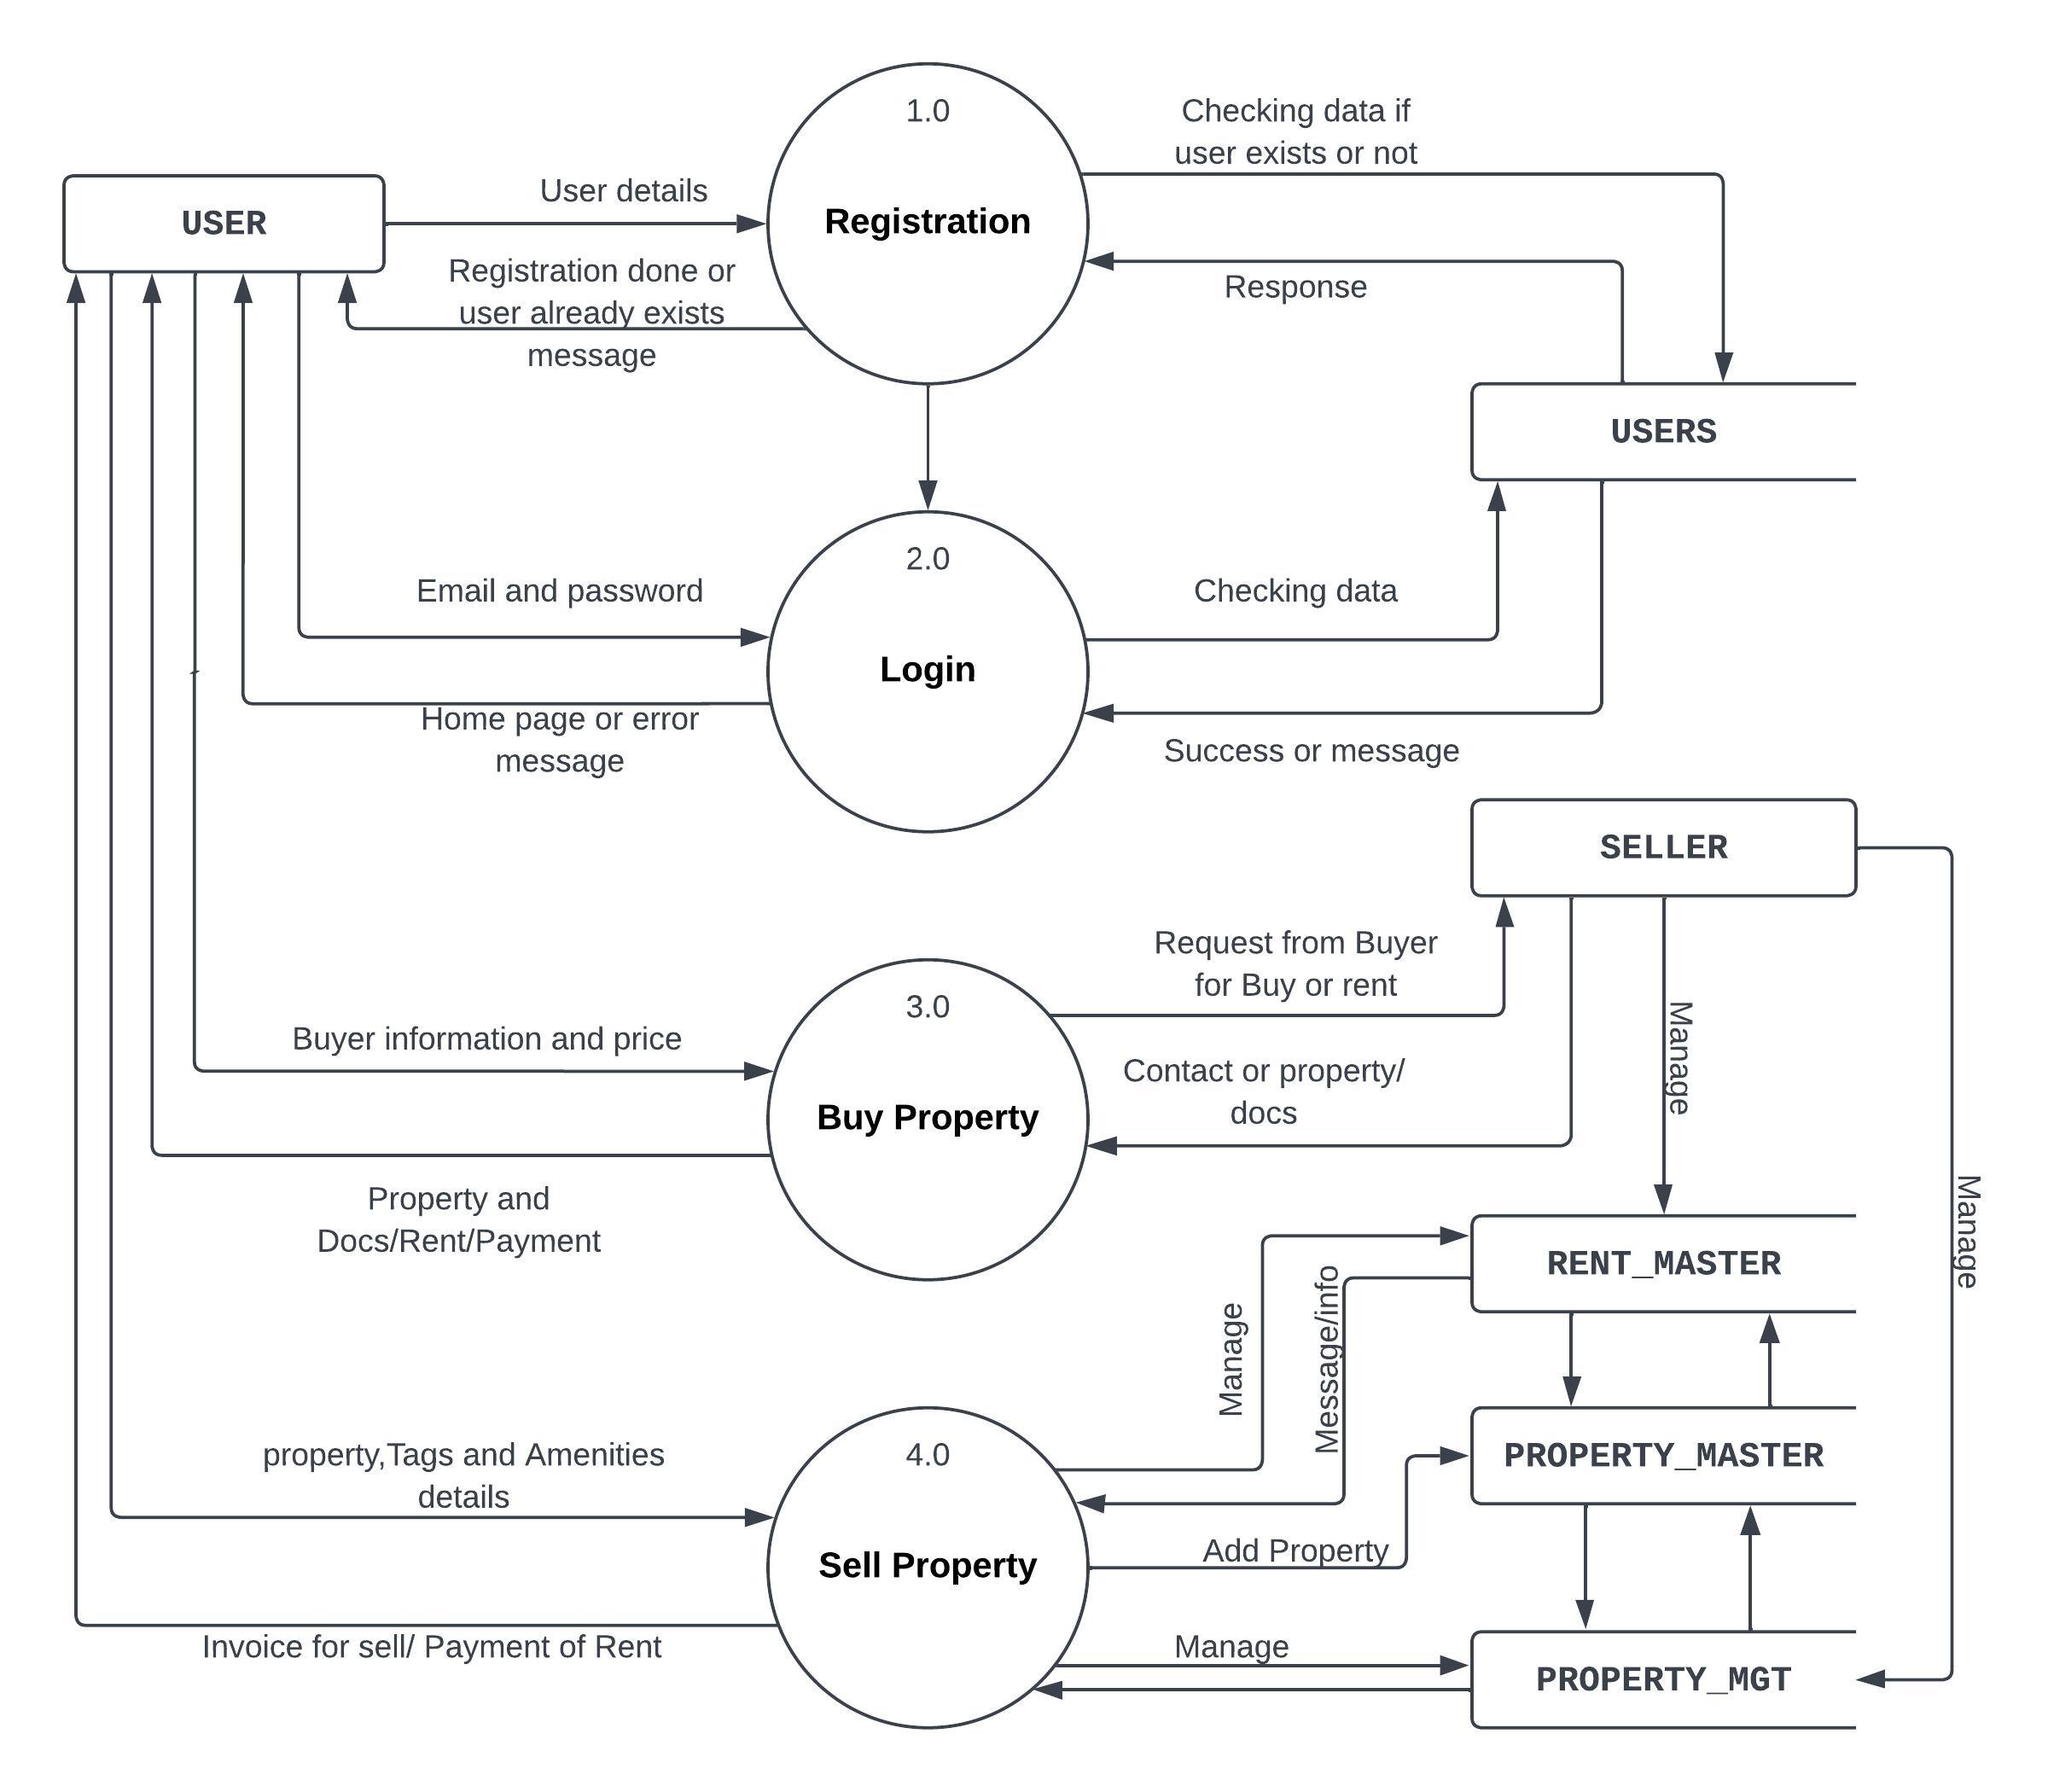 1.0
Registration
Checking data if
user exists or not
USER
User details
Registration done or
user already exists
message
Response
USERS
2.0
Login
Email and password
Checking data
Home page or error
message
Success or message
SELLER
3.0
Buy Property
Request from Buyer
for Buy or rent
Manage
Buyer information and price
Contact or property/
docs
Property and
Docs/Rent/Payment
Manage
RENT_MASTER
Manage
Message/info
4.0
Sell Property
property,Tags and Amenities
details
PROPERTY_MASTER
Add Property
Invoice for sell/ Payment of Rent
Manage
PROPERTY_MGT